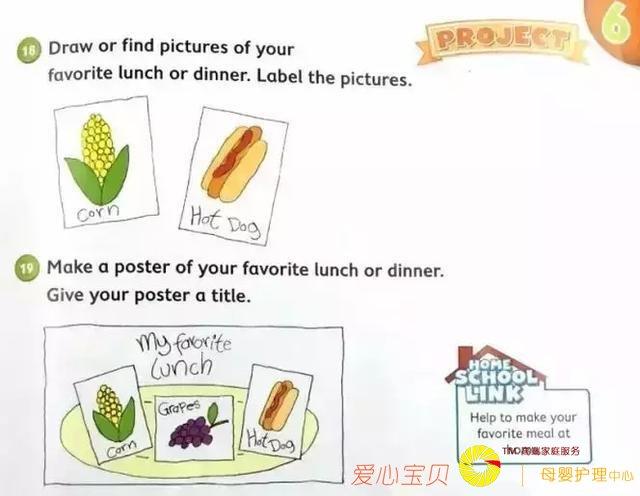 PROJECT
6
18 Draw or find pictures of your
favorite lunch or dinner. Label the pictures.
Corn
Hot Dog
19 Make a poster of your favorite lunch or dinner.
Give your poster a title.
My favorite
Lunch
Grapes
Corn
Hot Dog
HOME
SCHOOL
LINK
Help to make your
favorite meal at
家庭服务
爱心宝贝
母婴护理中心